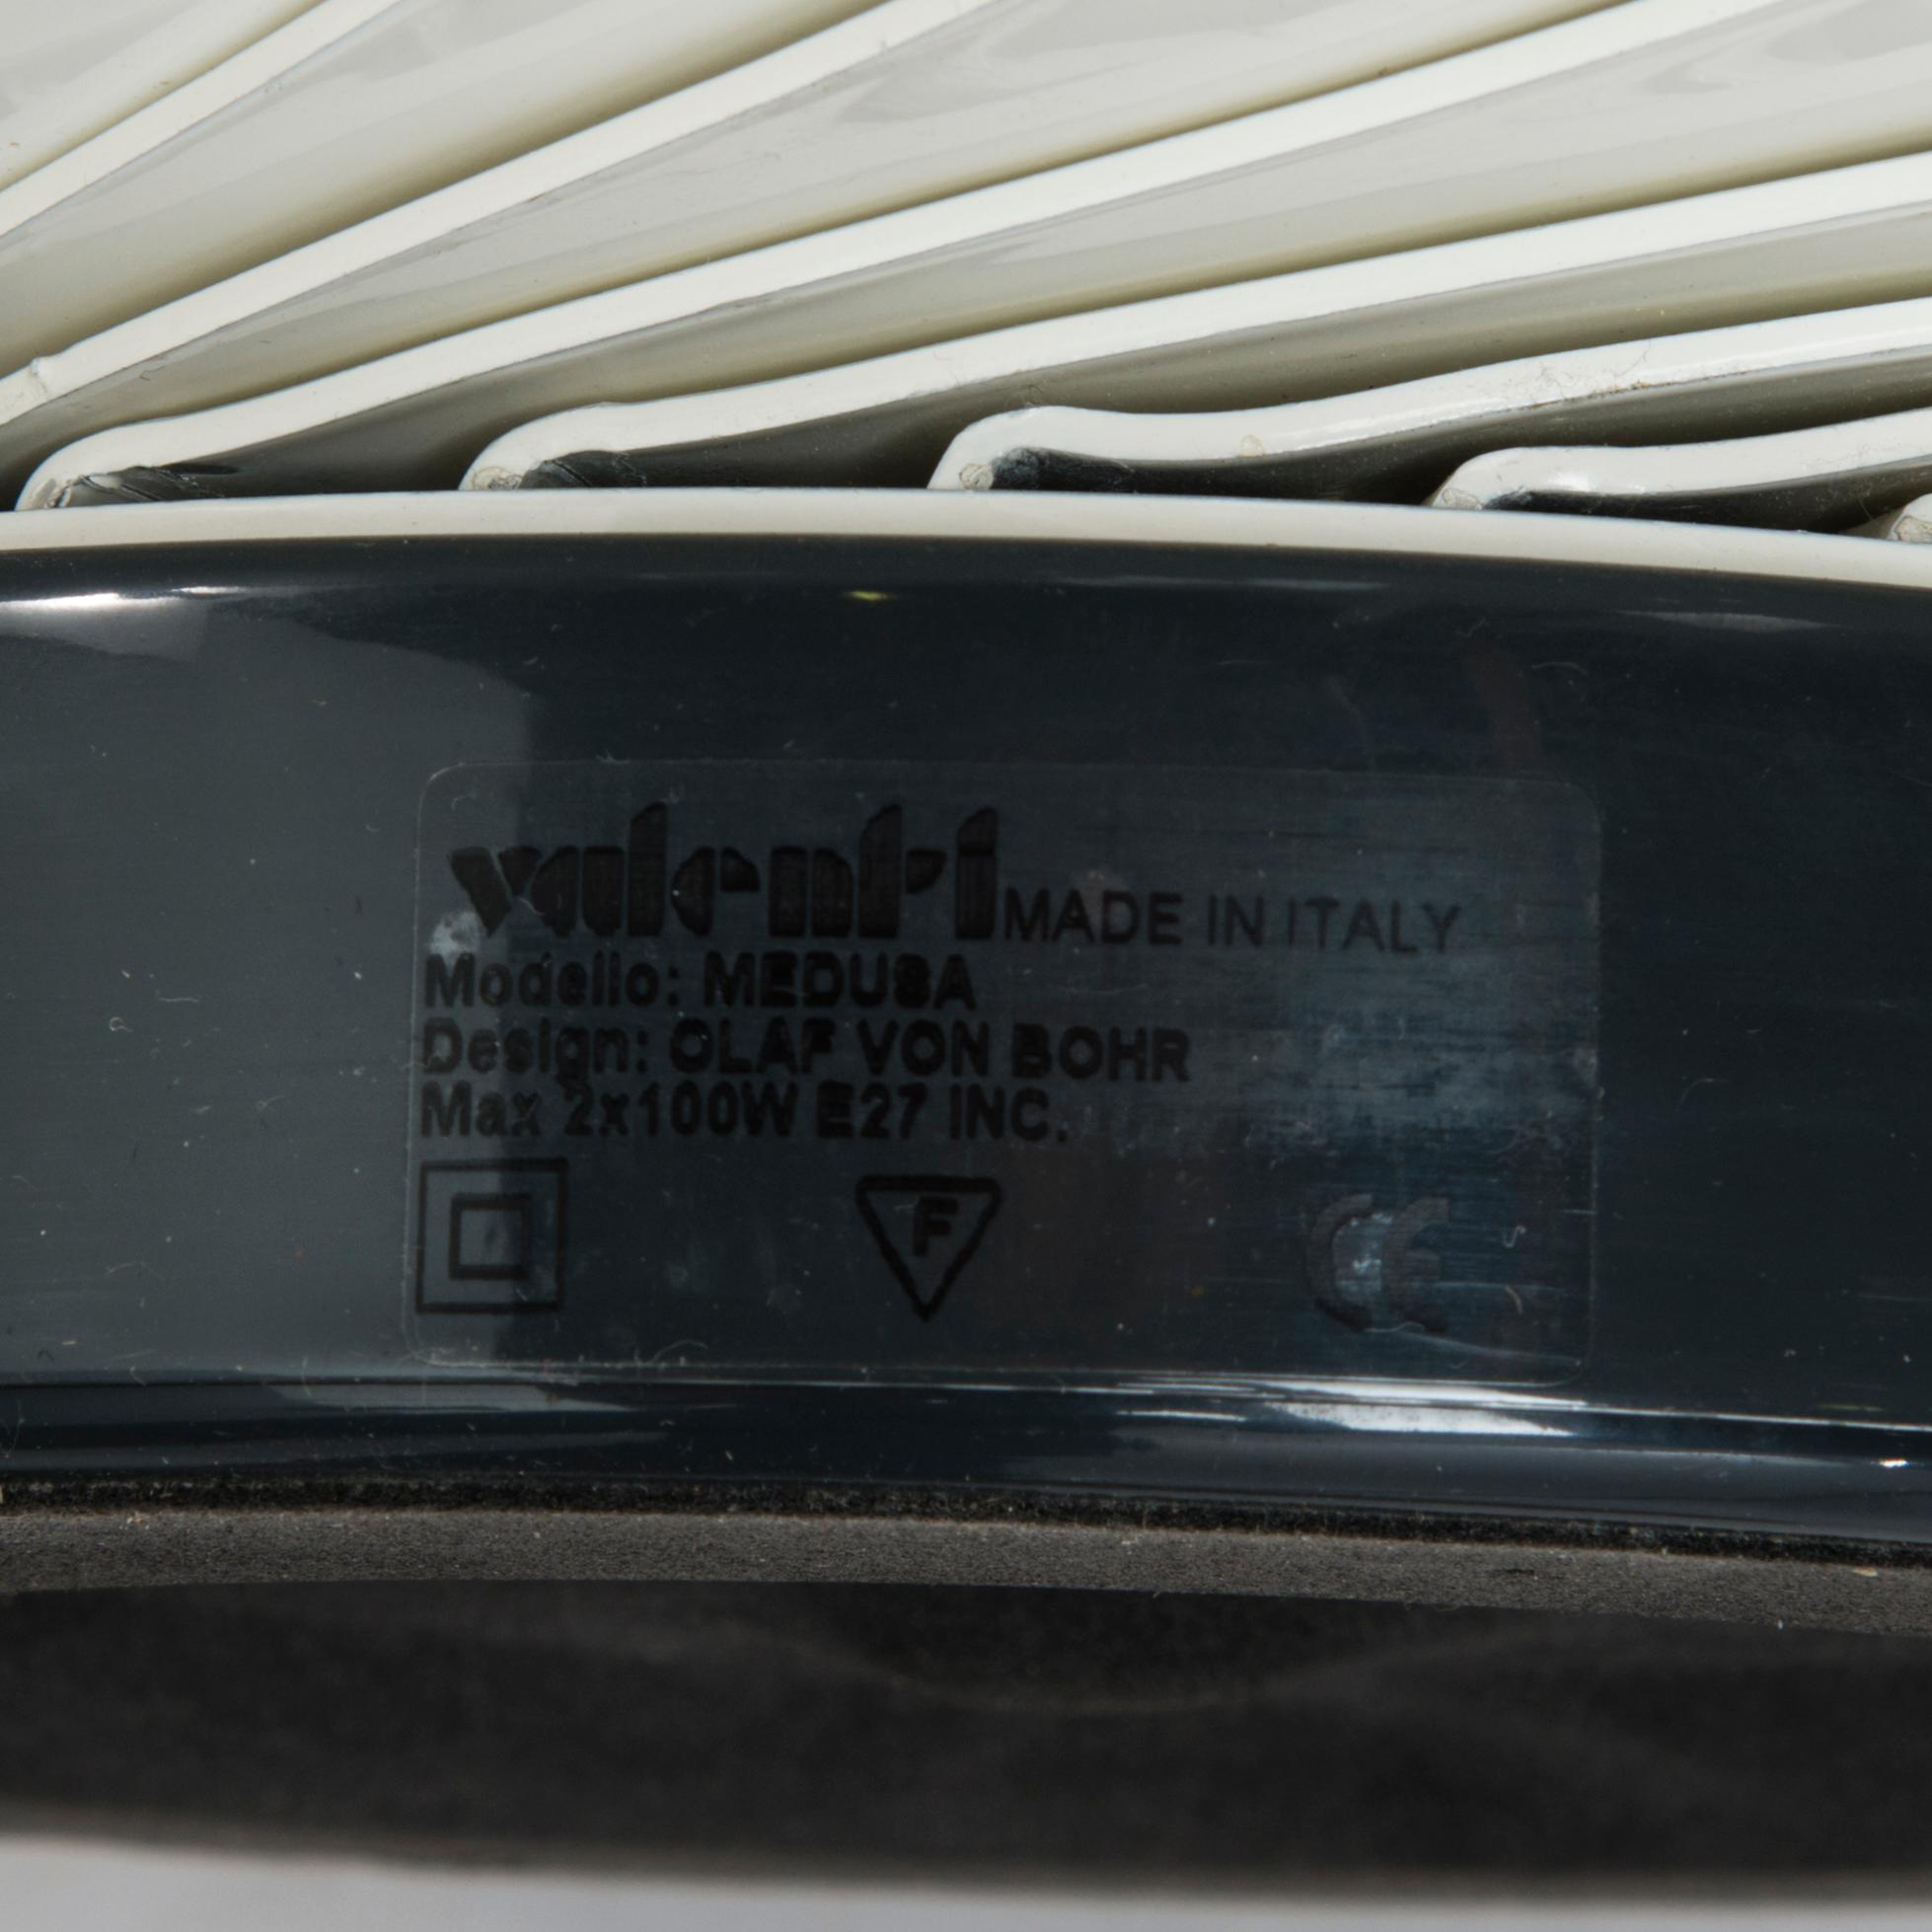 valenti MADE IN ITALY
Modello: MEDUSA
Design: OLAF VON BOHR
Max 2x100W E27 INC.
F CE